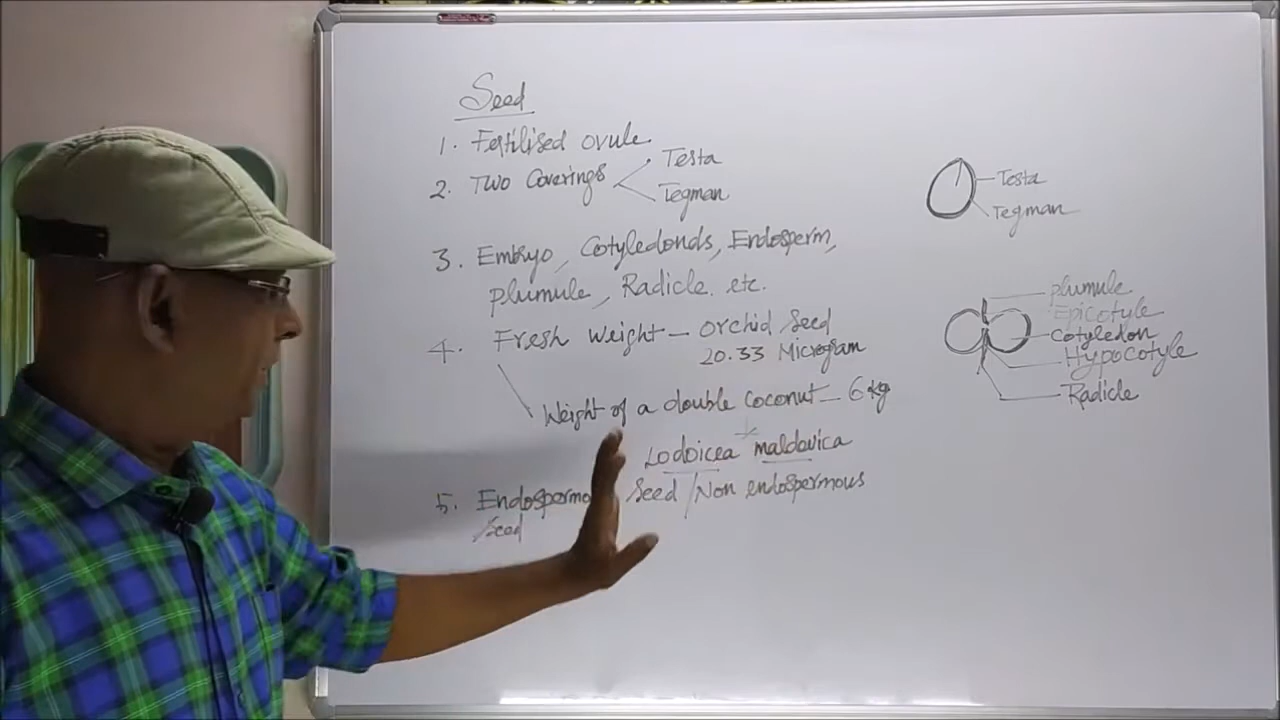 Seed
1. Fertilised ovule
2. Two Coverings
Testa
Tegman
3. Embryo, Cotyledonds, Endosperm,
plumule, Radicle. etc.
4. Fresh Weight — Orchid Seed
20.33 Microgram
Weight of a double Coconut — 6 kg
Lodoicea maldavica
5. Endospermo Seed / Non endospermous
Seed
Testa
Tegman
plumule
Epicotyle
Cotyledon
Hypocotyle
Radicle